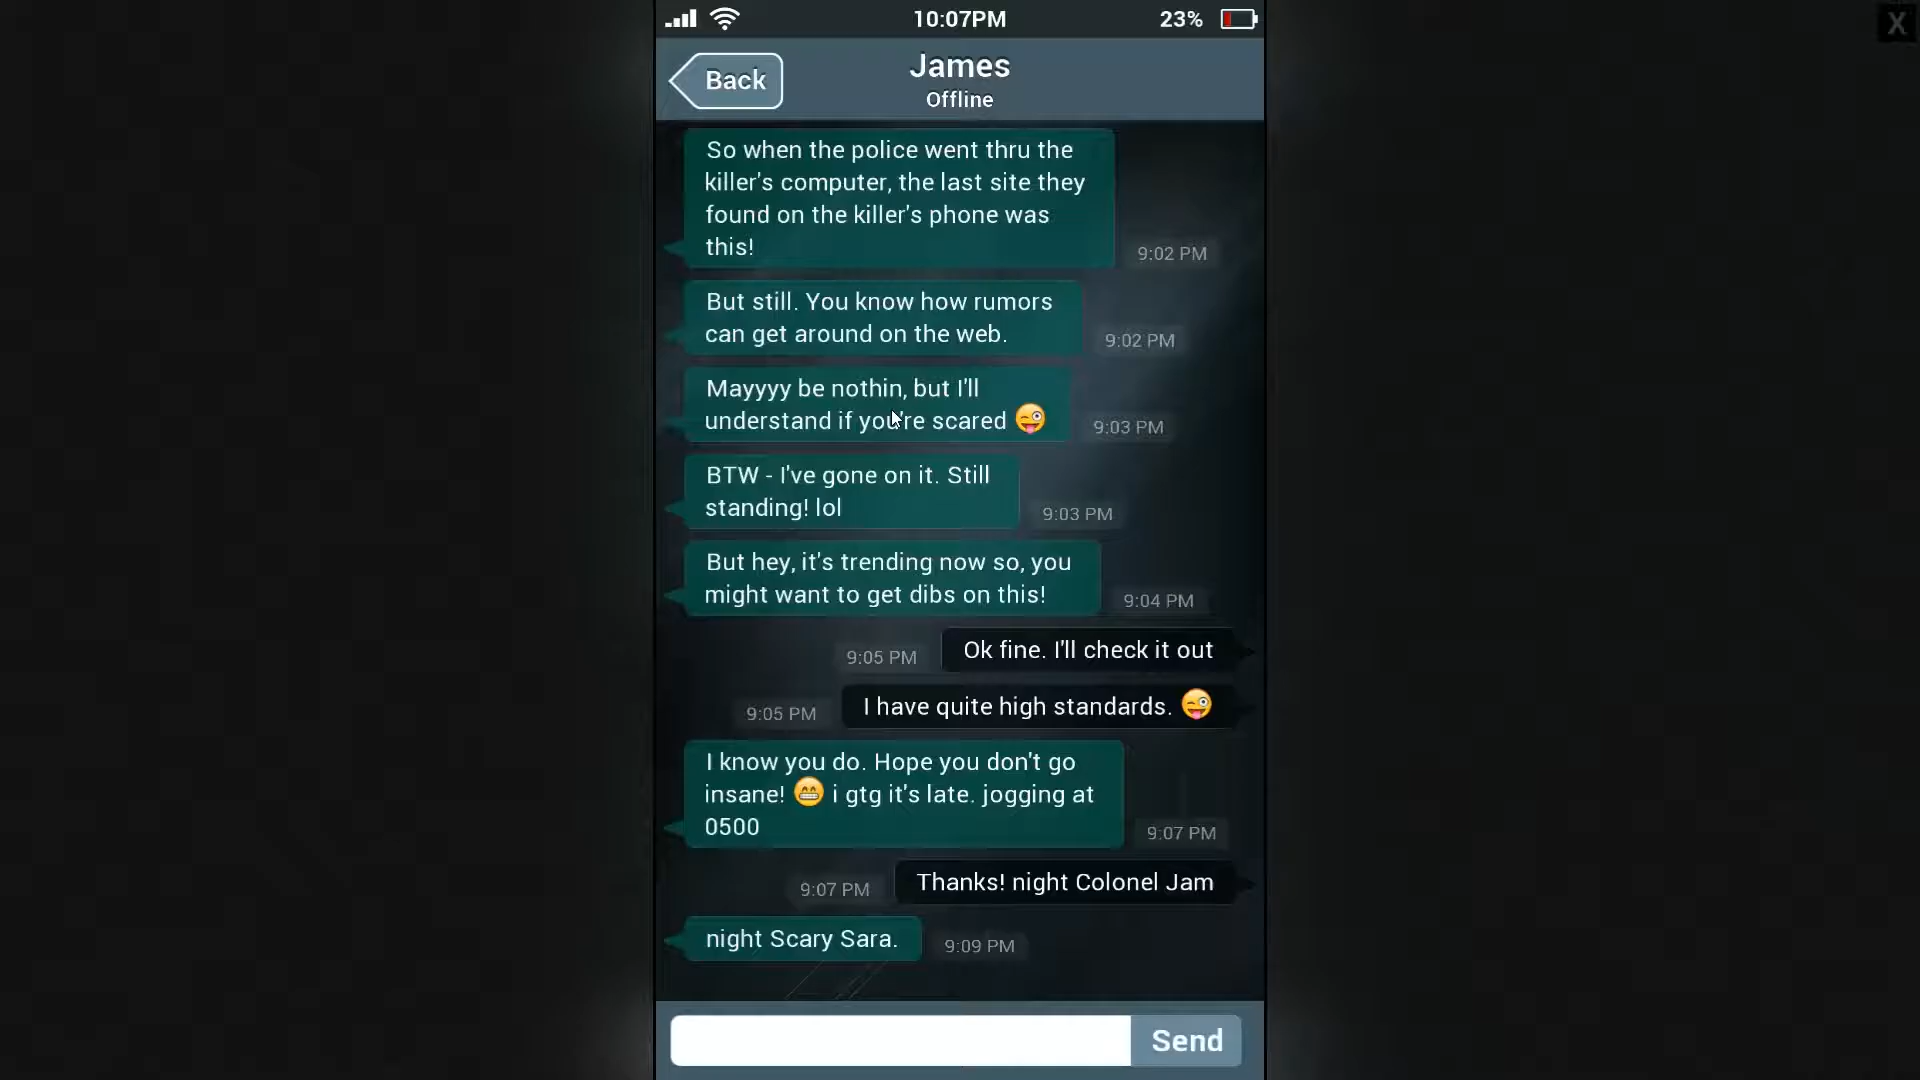 10:07PM
23%
X
Back
James
Offline
So when the police went thru the
killer's computer, the last site they
found on the killer's phone was
this!
9:02 PM
But still. You know how rumors
can get around on the web.
9:02 PM
Mayyyy be nothin, but I'll
understand if you're scared 😜
9:03 PM
BTW - I've gone on it. Still
standing! lol
9:03 PM
But hey, it's trending now so, you
might want to get dibs on this!
9:04 PM
9:05 PM
Ok fine. I'll check it out
9:05 PM
I have quite high standards. 😜
I know you do. Hope you don't go
insane! 😁 i gtg it's late. jogging at
0500
9:07 PM
9:07 PM
Thanks! night Colonel Jam
night Scary Sara.
9:09 PM
Send